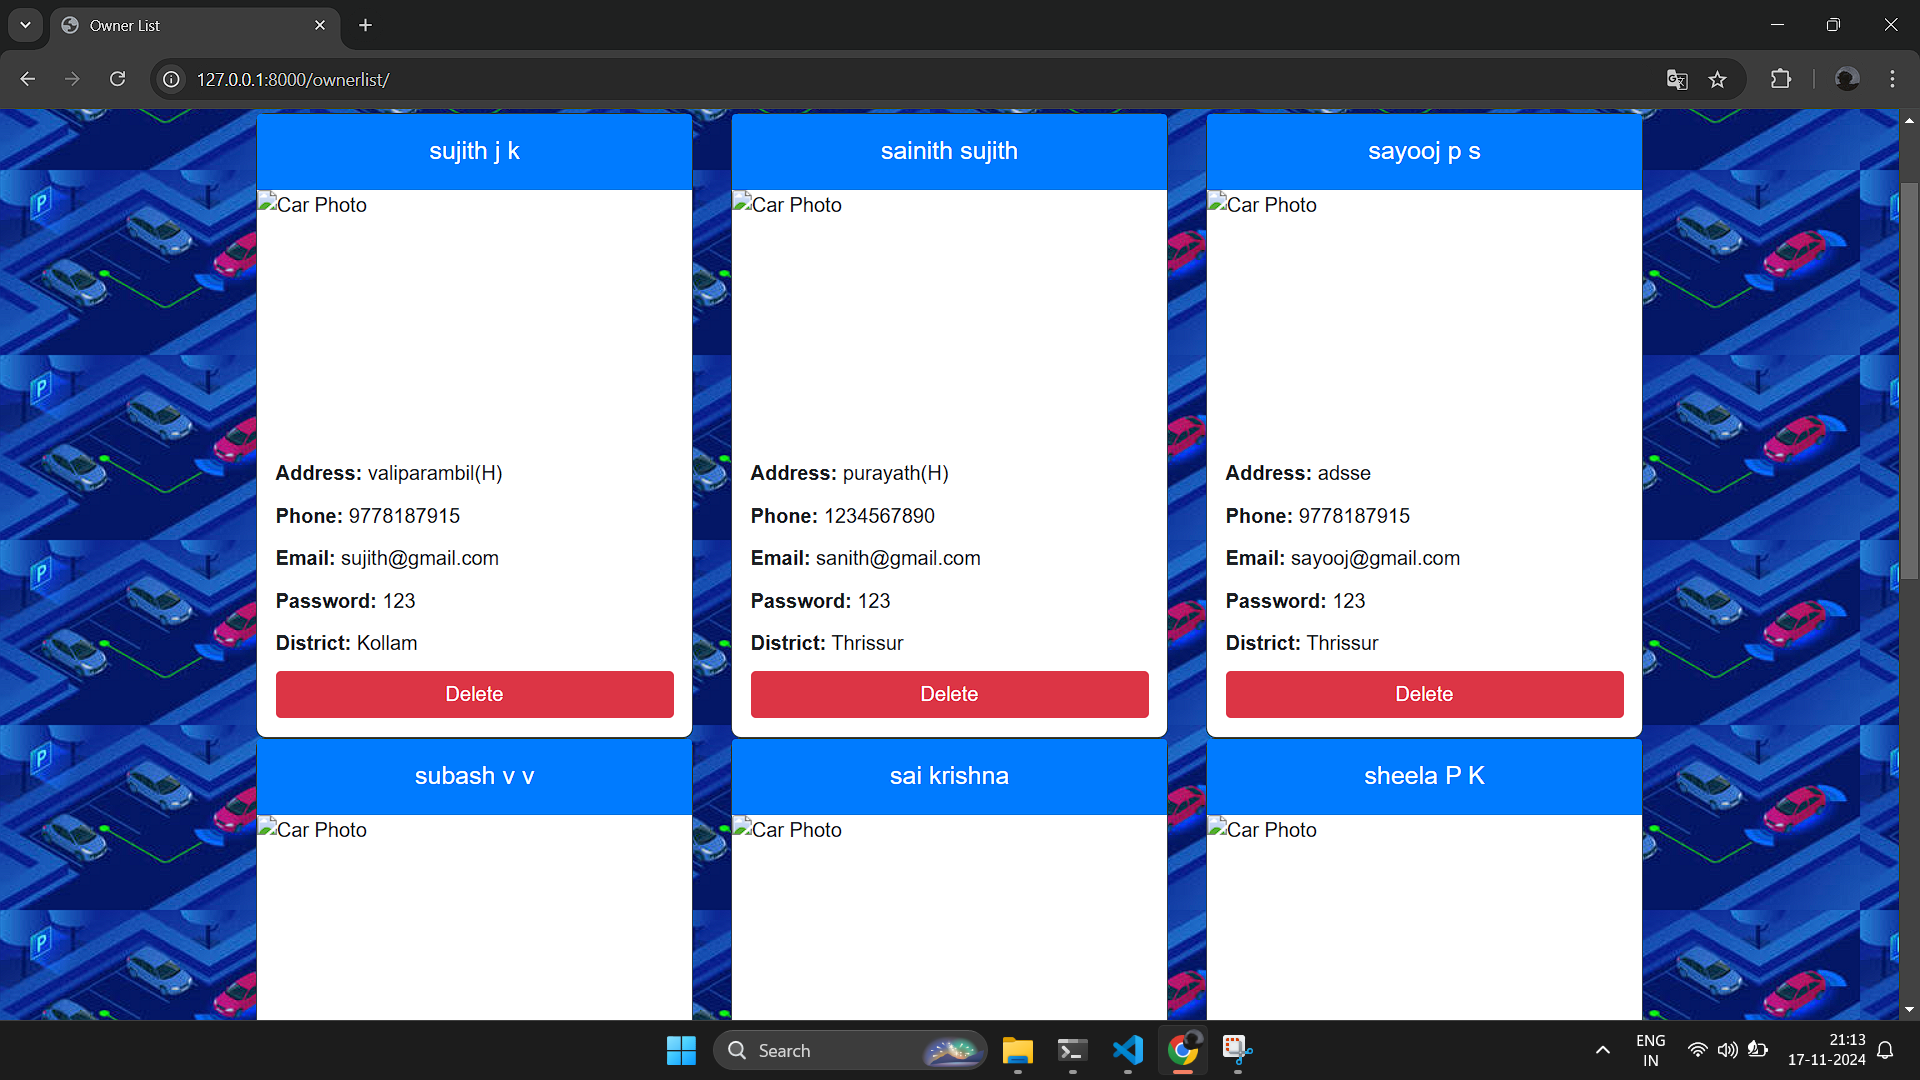 Owner List
127.0.0.1:8000/ownerlist/
sujith j k
Car Photo
Address: valiparambil(H)
Phone: 9778187915
Email: sujith@gmail.com
Password: 123
District: Kollam
Delete
sainith sujith
Car Photo
Address: purayath(H)
Phone: 1234567890
Email: sanith@gmail.com
Password: 123
District: Thrissur
Delete
sayooj p s
Car Photo
Address: adsse
Phone: 9778187915
Email: sayooj@gmail.com
Password: 123
District: Thrissur
Delete
subash v v
Car Photo
sai krishna
Car Photo
sheela P K
Car Photo
P
P
P
P
P
Search
ENG
IN
21:13
17-11-2024